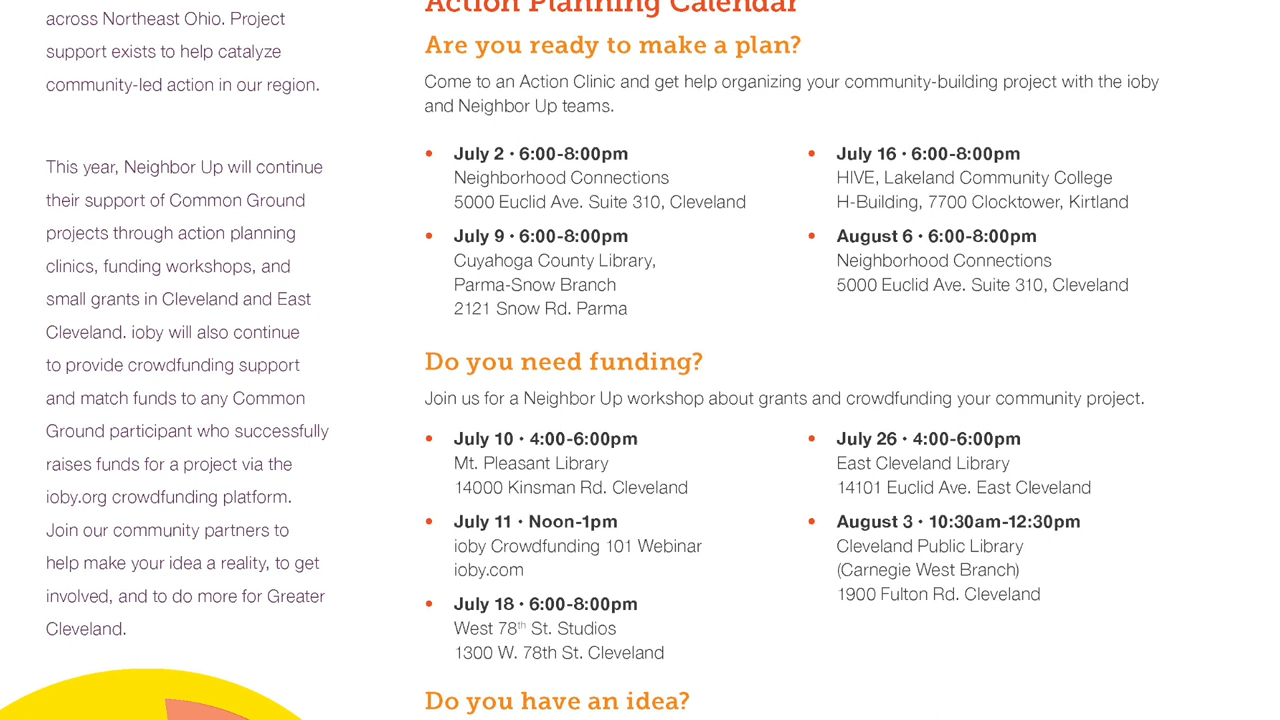 across Northeast Ohio. Project
support exists to help catalyze
community-led action in our region.
This year, Neighbor Up will continue
their support of Common Ground
projects through action planning
clinics, funding workshops, and
small grants in Cleveland and East
Cleveland. ioby will also continue
to provide crowdfunding support
and match funds to any Common
Ground participant who successfully
raises funds for a project via the
ioby.org crowdfunding platform.
Join our community partners to
help make your idea a reality, to get
involved, and to do more for Greater
Cleveland.
Action Planning Calendar
Are you ready to make a plan?
Come to an Action Clinic and get help organizing your community-building project with the ioby
and Neighbor Up teams.
• July 2 • 6:00-8:00pm
Neighborhood Connections
5000 Euclid Ave. Suite 310, Cleveland
• July 9 • 6:00-8:00pm
Cuyahoga County Library,
Parma-Snow Branch
2121 Snow Rd. Parma
• July 16 • 6:00-8:00pm
HIVE, Lakeland Community College
H-Building, 7700 Clocktower, Kirtland
• August 6 • 6:00-8:00pm
Neighborhood Connections
5000 Euclid Ave. Suite 310, Cleveland
Do you need funding?
Join us for a Neighbor Up workshop about grants and crowdfunding your community project.
• July 10 • 4:00-6:00pm
Mt. Pleasant Library
14000 Kinsman Rd. Cleveland
• July 11 • Noon-1pm
ioby Crowdfunding 101 Webinar
ioby.com
• July 18 • 6:00-8:00pm
West 78th St. Studios
1300 W. 78th St. Cleveland
• July 26 • 4:00-6:00pm
East Cleveland Library
14101 Euclid Ave. East Cleveland
• August 3 • 10:30am-12:30pm
Cleveland Public Library
(Carnegie West Branch)
1900 Fulton Rd. Cleveland
Do you have an idea?